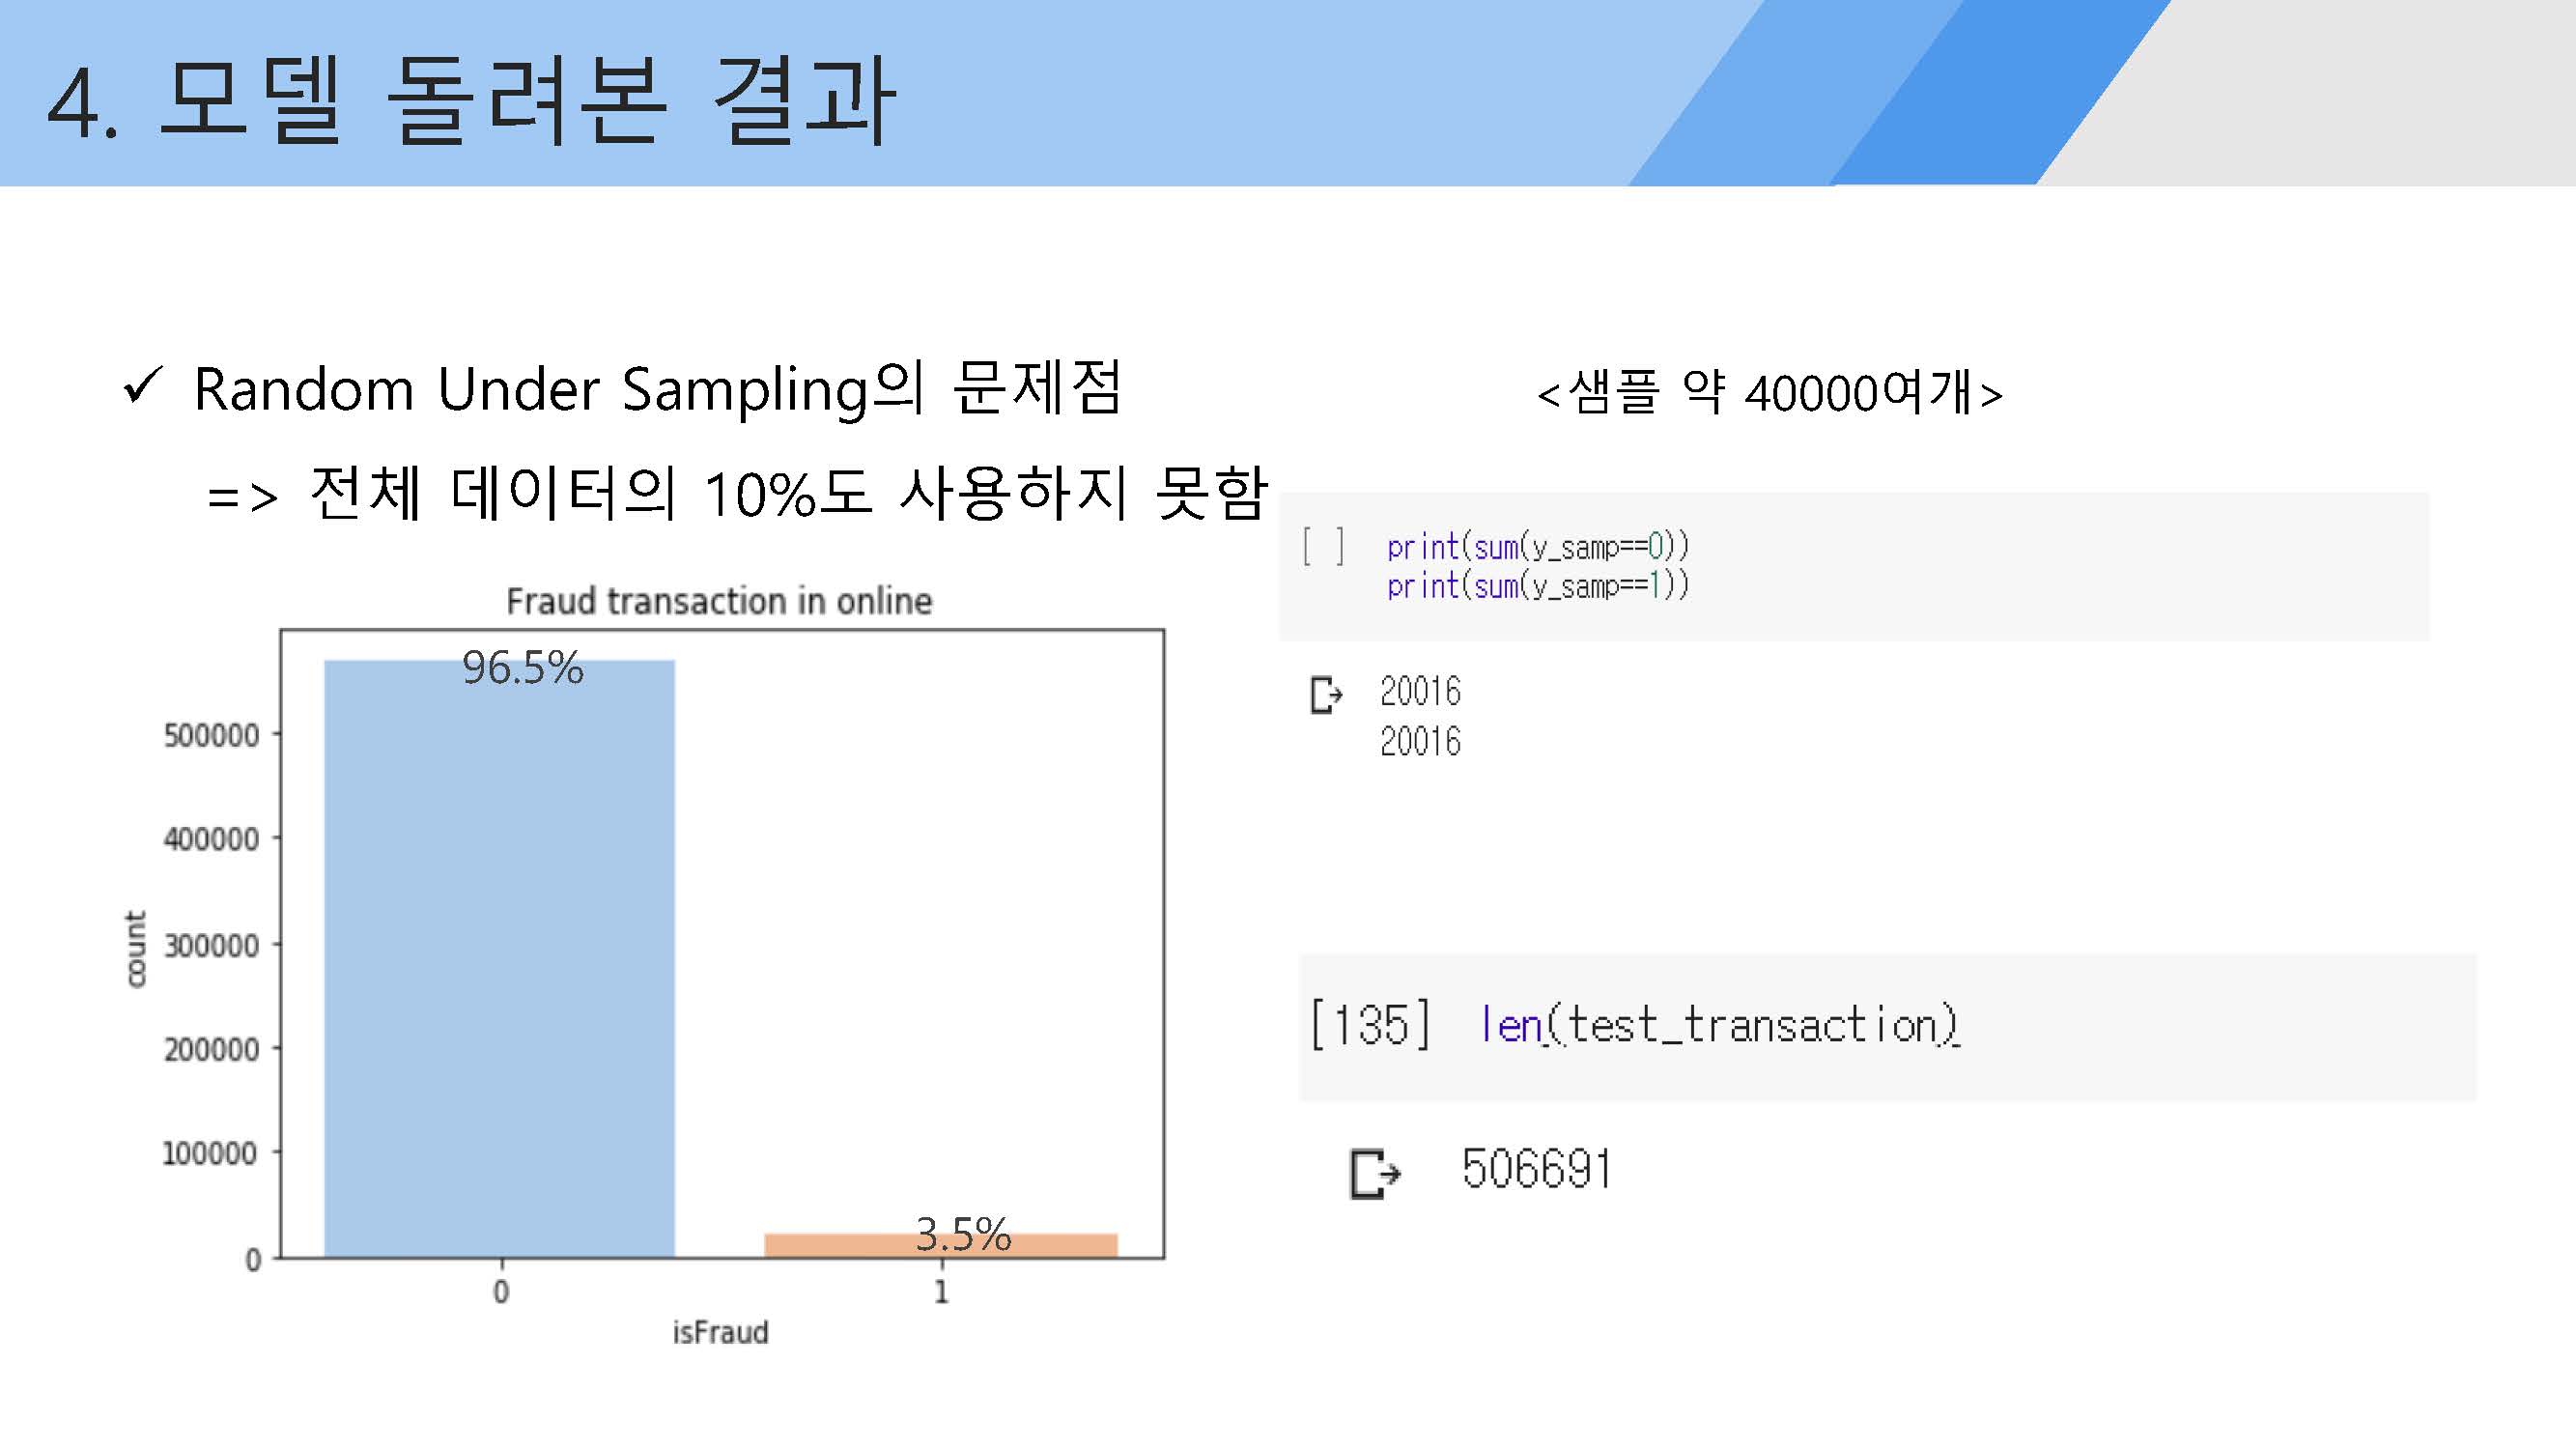 4. 모델 돌려본 결과
✓ Random Under Sampling의 문제점
=> 전체 데이터의 10%도 사용하지 못함
Fraud transaction in online
96.5%
500000
400000
300000
200000
100000
0
count
3.5%
0 1
isFraud
<샘플 약 40000여개>
[ ] print(sum(y_samp==0))
print(sum(y_samp==1))
20016
20016
[135] len(test_transaction)
506691